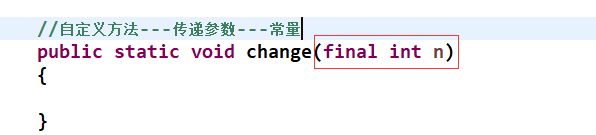 //自定义方法---传递参数---常量
public static void change(final int n)
{
}